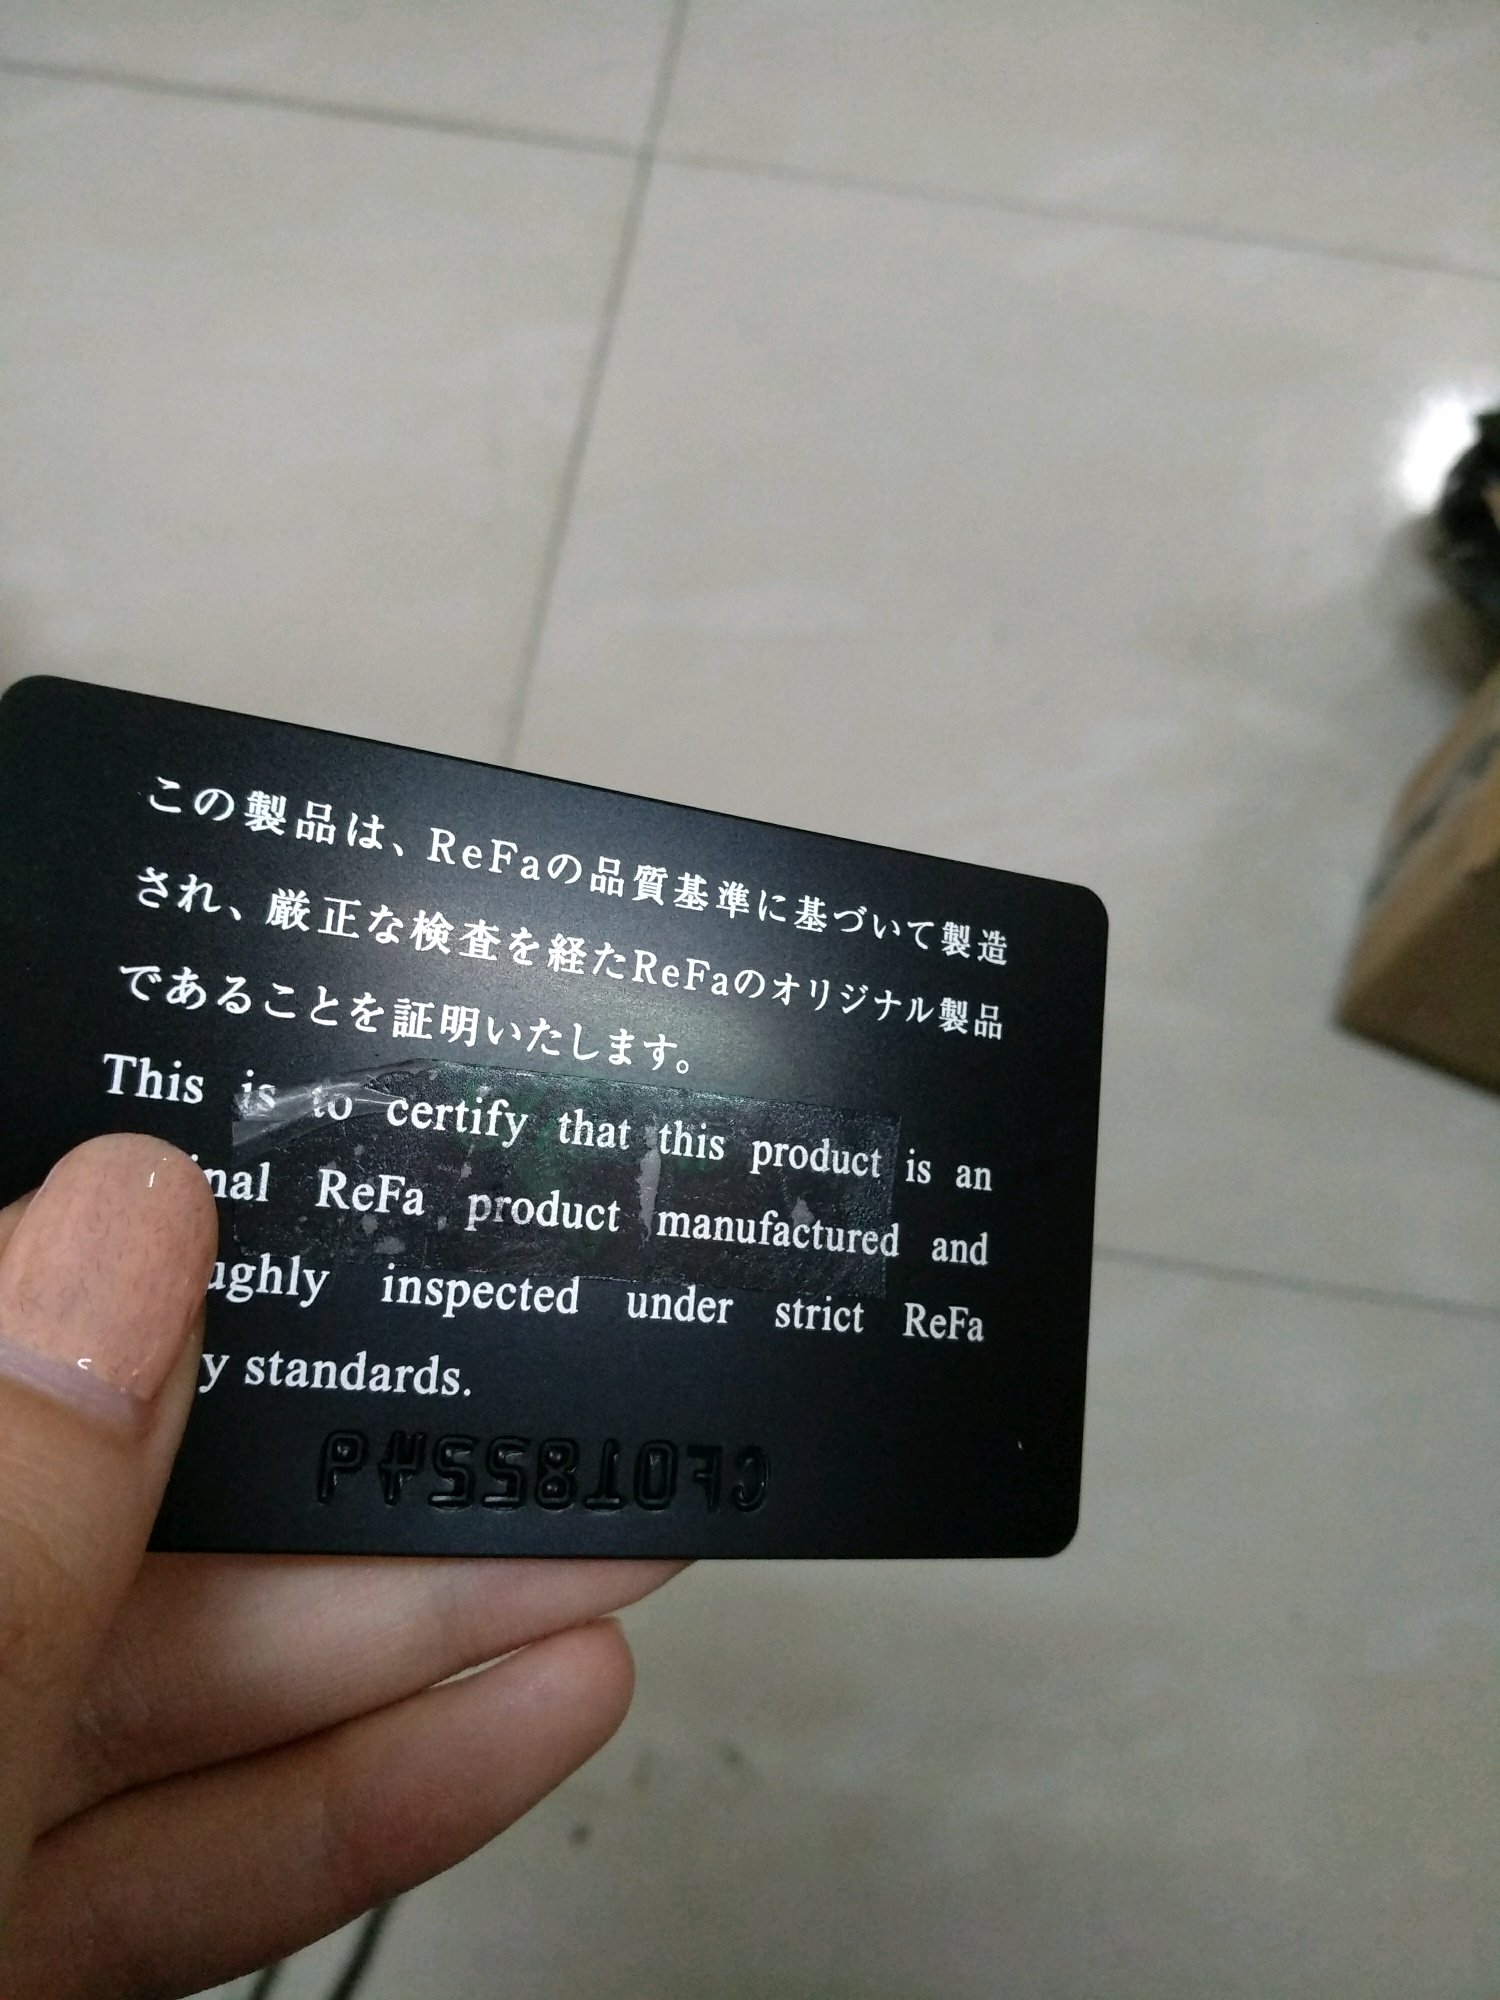 この製品は、ReFaの品質基準に基づいて製造
され、厳正な検査を経たReFaのオリジナル製品
であることを証明いたします。
This is to certify that this product is an
inal ReFa product manufactured and
ughly inspected under strict ReFa
y standards.
CF01822549